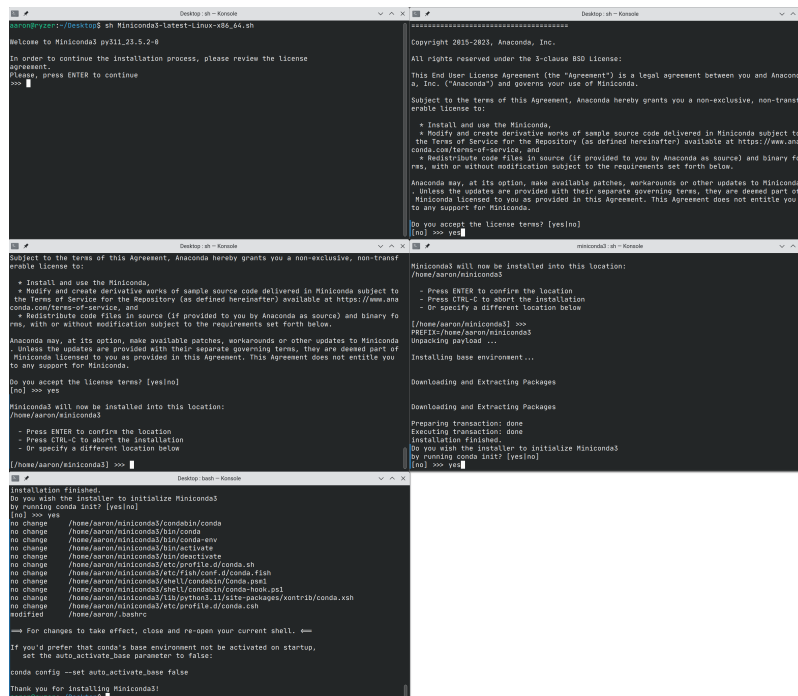 Desktop : sh — Konsole
aaron@ryzer:~/Desktop$ sh Miniconda3-latest-Linux-x86_64.sh
Welcome to Miniconda3 py311_23.5.2-0
In order to continue the installation process, please review the license
agreement.
Please, press ENTER to continue
>>>
Desktop : sh — Konsole
======================================
Copyright 2015-2023, Anaconda, Inc.
All rights reserved under the 3-clause BSD License:
This End User License Agreement (the "Agreement") is a legal agreement between you and Anacond
a, Inc. ("Anaconda") and governs your use of Miniconda.
Subject to the terms of this Agreement, Anaconda hereby grants you a non-exclusive, non-transf
erable license to:
* Install and use the Miniconda,
* Modify and create derivative works of sample source code delivered in Miniconda subject to
the Terms of Service for the Repository (as defined hereinafter) available at https://www.ana
conda.com/terms-of-service, and
* Redistribute code files in source (if provided to you by Anaconda as source) and binary fo
rms, with or without modification subject to the requirements set forth below.
Anaconda may, at its option, make available patches, workarounds or other updates to Miniconda
. Unless the updates are provided with their separate governing terms, they are deemed part of
Miniconda licensed to you as provided in this Agreement. This Agreement does not entitle you
to any support for Miniconda.
Do you accept the license terms? [yes|no]
[no] >>> yes
Desktop : sh — Konsole
Subject to the terms of this Agreement, Anaconda hereby grants you a non-exclusive, non-transf
erable license to:
* Install and use the Miniconda,
* Modify and create derivative works of sample source code delivered in Miniconda subject to
the Terms of Service for the Repository (as defined hereinafter) available at https://www.ana
conda.com/terms-of-service, and
* Redistribute code files in source (if provided to you by Anaconda as source) and binary fo
rms, with or without modification subject to the requirements set forth below.
Anaconda may, at its option, make available patches, workarounds or other updates to Miniconda
. Unless the updates are provided with their separate governing terms, they are deemed part of
Miniconda licensed to you as provided in this Agreement. This Agreement does not entitle you
to any support for Miniconda.
Do you accept the license terms? [yes|no]
[no] >>> yes
Miniconda3 will now be installed into this location:
/home/aaron/miniconda3
- Press ENTER to confirm the location
- Press CTRL-C to abort the installation
- Or specify a different location below
[/home/aaron/miniconda3] >>>
miniconda3 : sh — Konsole
Miniconda3 will now be installed into this location:
/home/aaron/miniconda3
- Press ENTER to confirm the location
- Press CTRL-C to abort the installation
- Or specify a different location below
[/home/aaron/miniconda3] >>>
PREFIX=/home/aaron/miniconda3
Unpacking payload ...
Installing base environment...
Downloading and Extracting Packages
Downloading and Extracting Packages
Preparing transaction: done
Executing transaction: done
installation finished.
Do you wish the installer to initialize Miniconda3
by running conda init? [yes|no]
[no] >>> yes
Desktop : bash — Konsole
installation finished.
Do you wish the installer to initialize Miniconda3
by running conda init? [yes|no]
[no] >>> yes
no change /home/aaron/miniconda3/condabin/conda
no change /home/aaron/miniconda3/bin/conda
no change /home/aaron/miniconda3/bin/conda-env
no change /home/aaron/miniconda3/bin/activate
no change /home/aaron/miniconda3/bin/deactivate
no change /home/aaron/miniconda3/etc/profile.d/conda.sh
no change /home/aaron/miniconda3/etc/fish/conf.d/conda.fish
no change /home/aaron/miniconda3/shell/condabin/Conda.psm1
no change /home/aaron/miniconda3/shell/condabin/conda-hook.ps1
no change /home/aaron/miniconda3/lib/python3.11/site-packages/xontrib/conda.xsh
no change /home/aaron/miniconda3/etc/profile.d/conda.csh
modified /home/aaron/.bashrc
==> For changes to take effect, close and re-open your current shell. <==
If you'd prefer that conda's base environment not be activated on startup,
set the auto_activate_base parameter to false:
conda config --set auto_activate_base false
Thank you for installing Miniconda3!